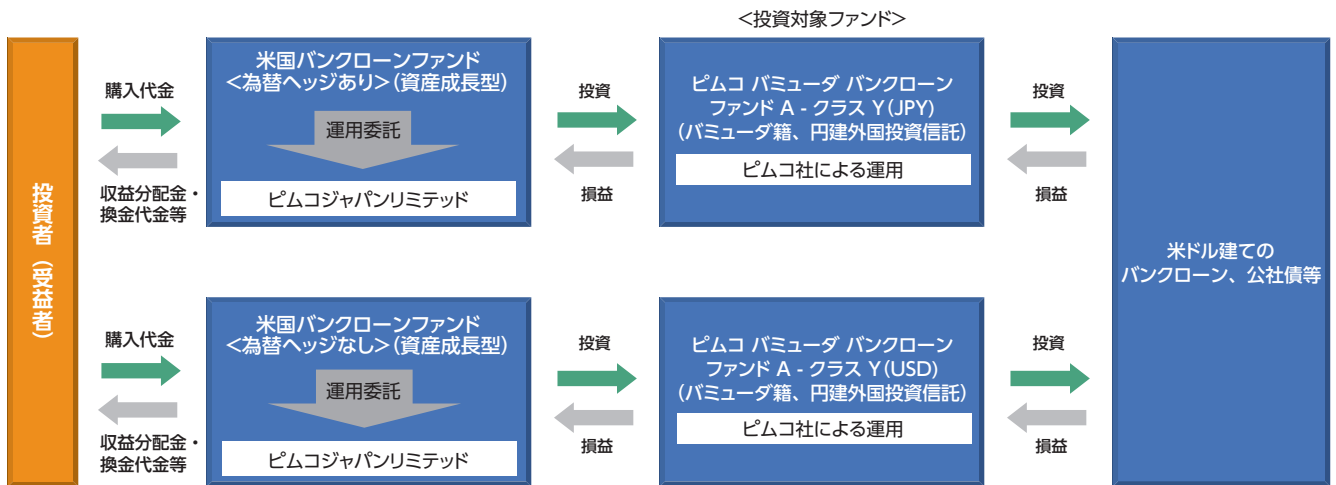 <投資対象ファンド>
投資者（受益者）
購入代金
収益分配金・
換金代金等
米国バンクローンファンド
<為替ヘッジあり>(資産成長型)
運用委託
ピムコジャパンリミテッド
投資
損益
ピムコ バミューダ バンクローン
ファンド A - クラス Y(JPY)
(バミューダ籍、円建外国投資信託)
ピムコ社による運用
投資
損益
購入代金
収益分配金・
換金代金等
米国バンクローンファンド
<為替ヘッジなし>(資産成長型)
運用委託
ピムコジャパンリミテッド
投資
損益
ピムコ バミューダ バンクローン
ファンド A - クラス Y(USD)
(バミューダ籍、円建外国投資信託)
ピムコ社による運用
投資
損益
米ドル建ての
バンクローン、公社債等